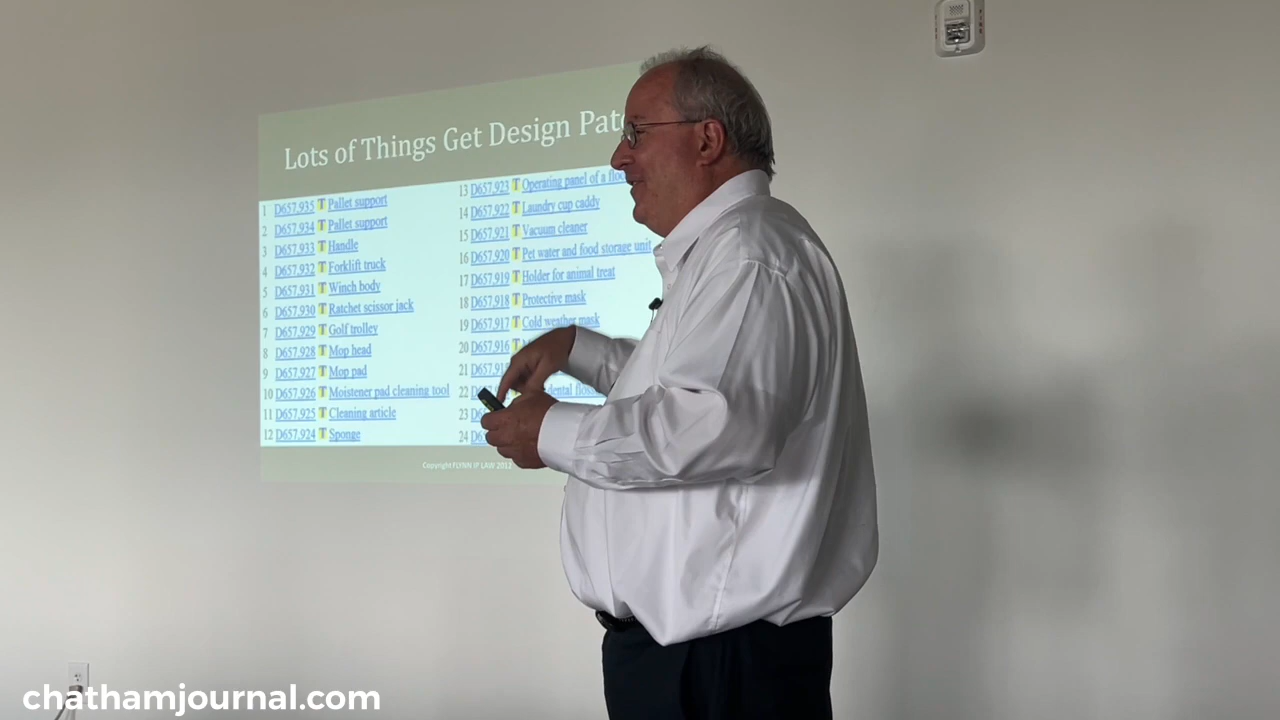 Lots of Things Get Design
1 D657,935 T Pallet support
2 D657,934 T Pallet support
3 D657,933 T Handle
4 D657,932 T Forklift truck
5 D657,931 T Winch body
6 D657,930 T Ratchet scissor jack
7 D657,929 T Golf trolley
8 D657,928 T Mop head
9 D657,927 T Mop pad
10 D657,926 T Moistener pad cleaning tool
11 D657,925 T Cleaning article
12 D657,924 T Sponge
13 D657,923 T Operating panel of a
14 D657,922 T Laundry cup caddy
15 D657,921 T Vacuum cleaner
16 D657,920 T Pet water and food storage unit
17 D657,919 T Holder for animal treat
18 D657,918 T Protective mask
19 D657,917 T Cold weather mask
20 D657,916 T
21
22 dental
23
24
Copyright FLYNN IP LAW 2012
chathamjournal.com